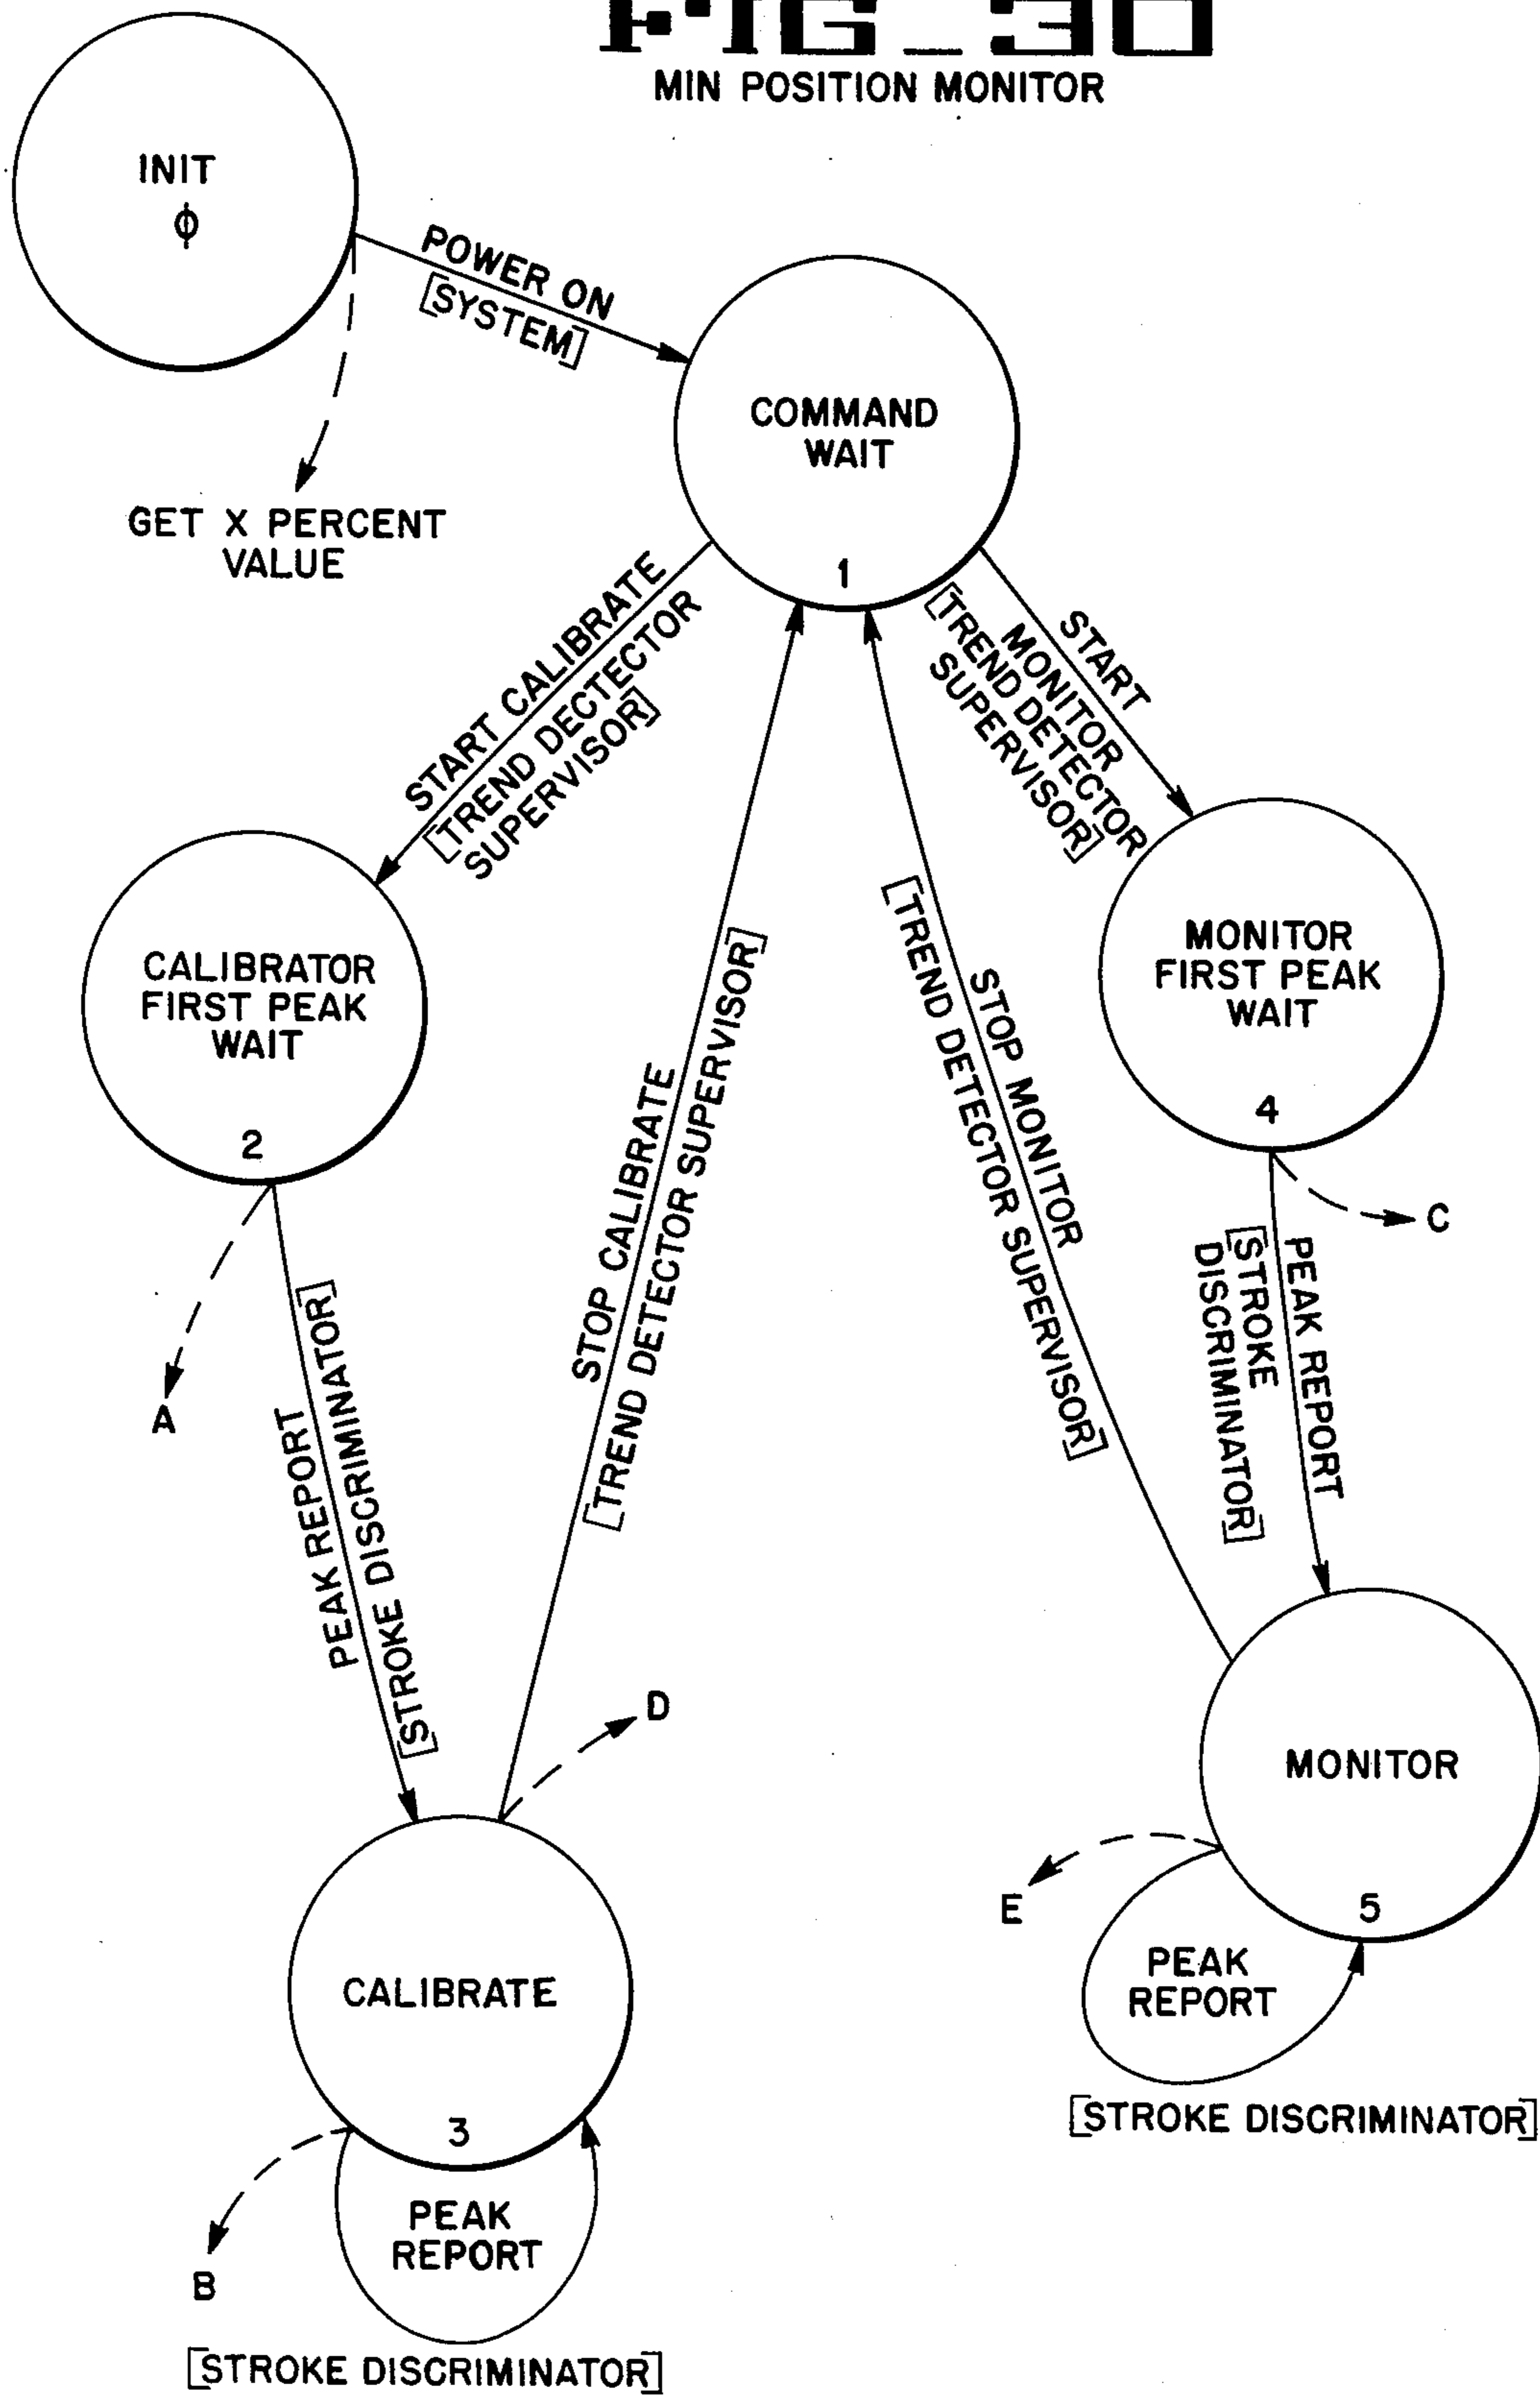 FIG_30
MIN POSITION MONITOR
INIT
ϕ
POWER ON
[SYSTEM]
COMMAND
WAIT
1
GET X PERCENT
VALUE
START CALIBRATE
[TREND DECTECTOR
SUPERVISOR]
START
MONITOR
[TREND DETECTOR
SUPERVISOR]
CALIBRATOR
FIRST PEAK
WAIT
2
MONITOR
FIRST PEAK
WAIT
4
STOP CALIBRATE
[TREND DETECTOR SUPERVISOR]
STOP MONITOR
[TREND DETECTOR SUPERVISOR]
A
C
PEAK REPORT
[STROKE DISCRIMINATOR]
PEAK REPORT
[STROKE
DISCRIMINATOR]
D
MONITOR
5
E
PEAK
REPORT
[STROKE DISCRIMINATOR]
CALIBRATE
3
B
PEAK
REPORT
[STROKE DISCRIMINATOR]